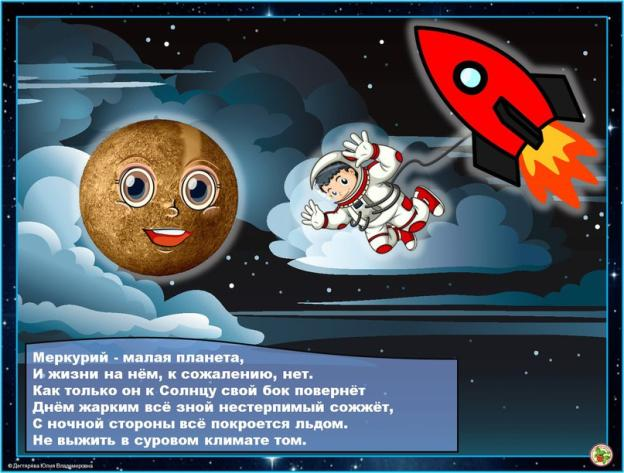 Меркурий - малая планета,
И жизни на нём, к сожалению, нет.
Как только он к Солнцу свой бок повернёт
Днём жарким всё зной нестерпимый сожжёт,
С ночной стороны всё покроется льдом.
Не выжить в суровом климате том.
© Дегтярёва Юлия Владимировна